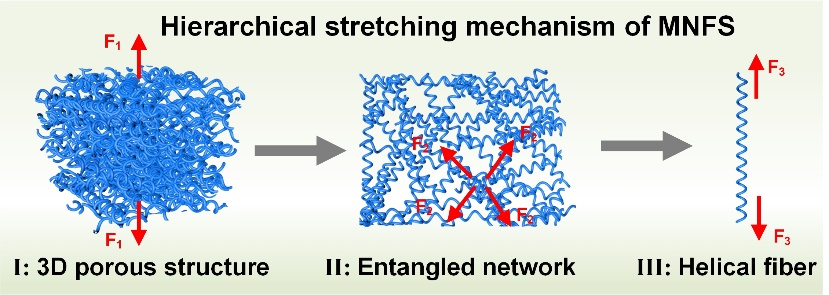 Hierarchical stretching mechanism of MNFS
F₁
F₁
F₂
F₂
F₂
F₂
F₃
F₃
I: 3D porous structure
II: Entangled network
III: Helical fiber